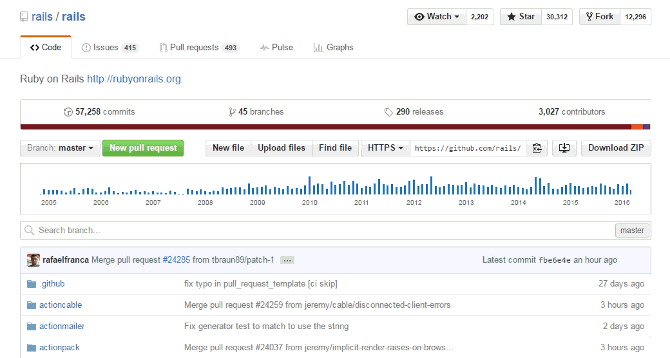 rails / rails Watch 2,202 Star 30,312 Fork 12,296
Code Issues 415 Pull requests 493 Pulse Graphs
Ruby on Rails http://rubyonrails.org
57,258 commits 45 branches 290 releases 3,027 contributors
Branch: master New pull request New file Upload files Find file HTTPS https://github.com/rails/ Download ZIP
2005 2006 2007 2008 2009 2010 2011 2012 2013 2014 2015 2016
Search branch... master
rafaelfranca Merge pull request #24285 from tbraun89/patch-1 ... Latest commit fbe6e4e an hour ago
.github fix typo in pull_request_template [ci skip] 27 days ago
actioncable Merge pull request #24259 from jeremy/cable/disconnected-client-errors 3 hours ago
actionmailer Fix generator test to match to use the string 2 days ago
actionpack Merge pull request #24037 from jeremy/implicit-render-raises-on-brows... 3 hours ago